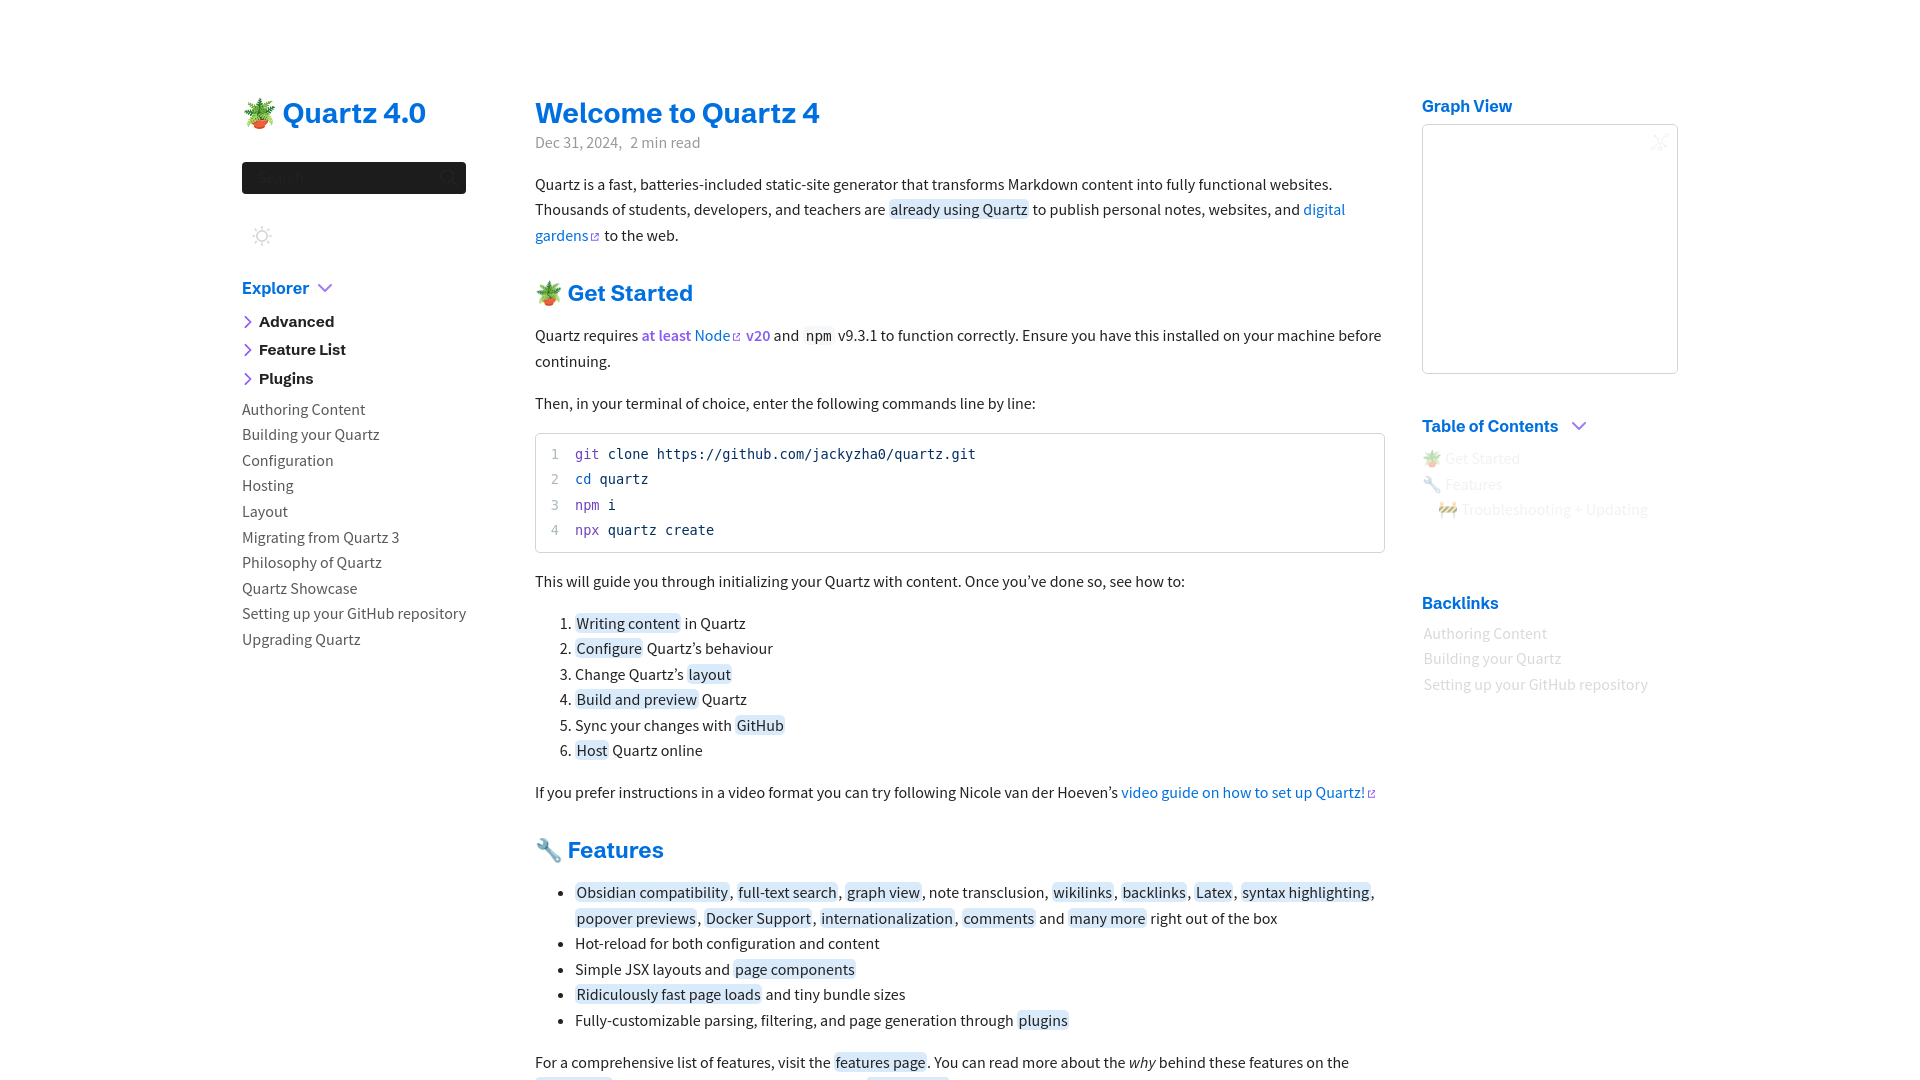 🪴 Quartz 4.0
Search
Explorer
Advanced
Feature List
Plugins
Authoring Content
Building your Quartz
Configuration
Hosting
Layout
Migrating from Quartz 3
Philosophy of Quartz
Quartz Showcase
Setting up your GitHub repository
Upgrading Quartz
Welcome to Quartz 4
Dec 31, 2024, 2 min read
Quartz is a fast, batteries-included static-site generator that transforms Markdown content into fully functional websites.
Thousands of students, developers, and teachers are already using Quartz to publish personal notes, websites, and digital
gardens to the web.
🪴 Get Started
Quartz requires at least Node v20 and npm v9.3.1 to function correctly. Ensure you have this installed on your machine before
continuing.
Then, in your terminal of choice, enter the following commands line by line:
1 git clone https://github.com/jackyzha0/quartz.git
2 cd quartz
3 npm i
4 npx quartz create
This will guide you through initializing your Quartz with content. Once you’ve done so, see how to:
1. Writing content in Quartz
2. Configure Quartz’s behaviour
3. Change Quartz’s layout
4. Build and preview Quartz
5. Sync your changes with GitHub
6. Host Quartz online
If you prefer instructions in a video format you can try following Nicole van der Hoeven’s video guide on how to set up Quartz!
🔧 Features
• Obsidian compatibility, full-text search, graph view, note transclusion, wikilinks, backlinks, Latex, syntax highlighting,
popover previews, Docker Support, internationalization, comments and many more right out of the box
• Hot-reload for both configuration and content
• Simple JSX layouts and page components
• Ridiculously fast page loads and tiny bundle sizes
• Fully-customizable parsing, filtering, and page generation through plugins
For a comprehensive list of features, visit the features page. You can read more about the why behind these features on the
Graph View
Table of Contents
🪴 Get Started
🔧 Features
🚧 Troubleshooting + Updating
Backlinks
Authoring Content
Building your Quartz
Setting up your GitHub repository